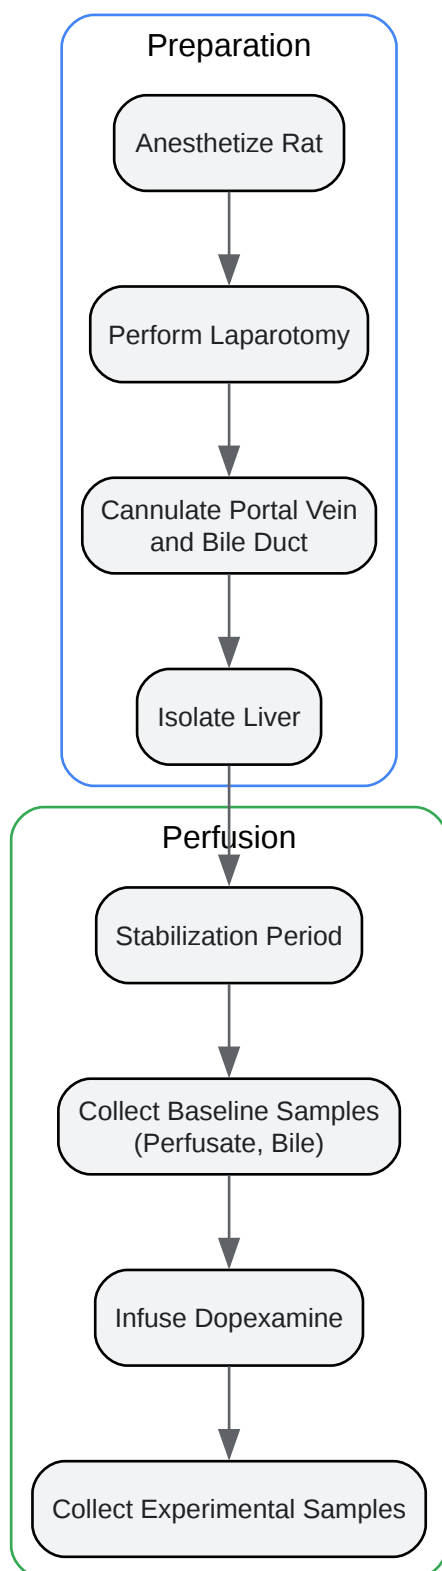 Preparation
Anesthetize Rat
Perform Laparotomy
Cannulate Portal Vein
and Bile Duct
Isolate Liver
Perfusion
Stabilization Period
Collect Baseline Samples
(Perfusate, Bile)
Infuse Dopexamine
Collect Experimental Samples